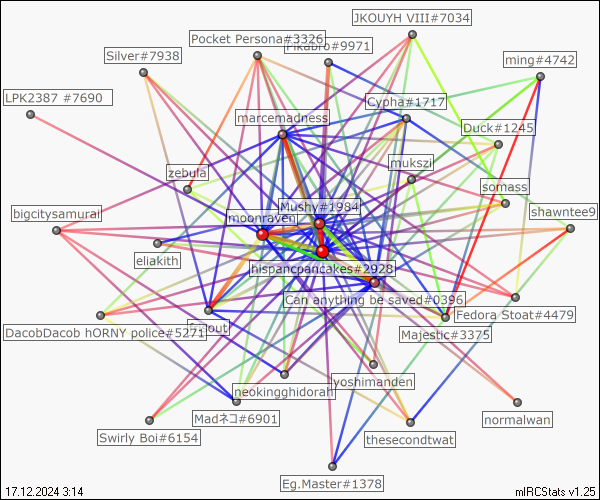 JKOUYH VIII#7034
Pocket Persona#3326
Pikabro#9971
Silver#7938
ming#4742
LPK2387 #7690
Cypha#1717
marcemadness
Duck#1245
mukszi
zebula
somass
Mushy#1984
bigcitysamurai
moonraven
shawntee9
eliakith
hispancpancakes#2928
Can anything be saved#0396
Fedora Stoat#4479
DacobDacob hORNY police#5271
Majestic#3375
yoshimanden
neokingghidorah
Madネコ#6901
normalwan
Swirly Boi#6154
thesecondtwat
Eg.Master#1378
17.12.2024 3:14
mIRCStats v1.25